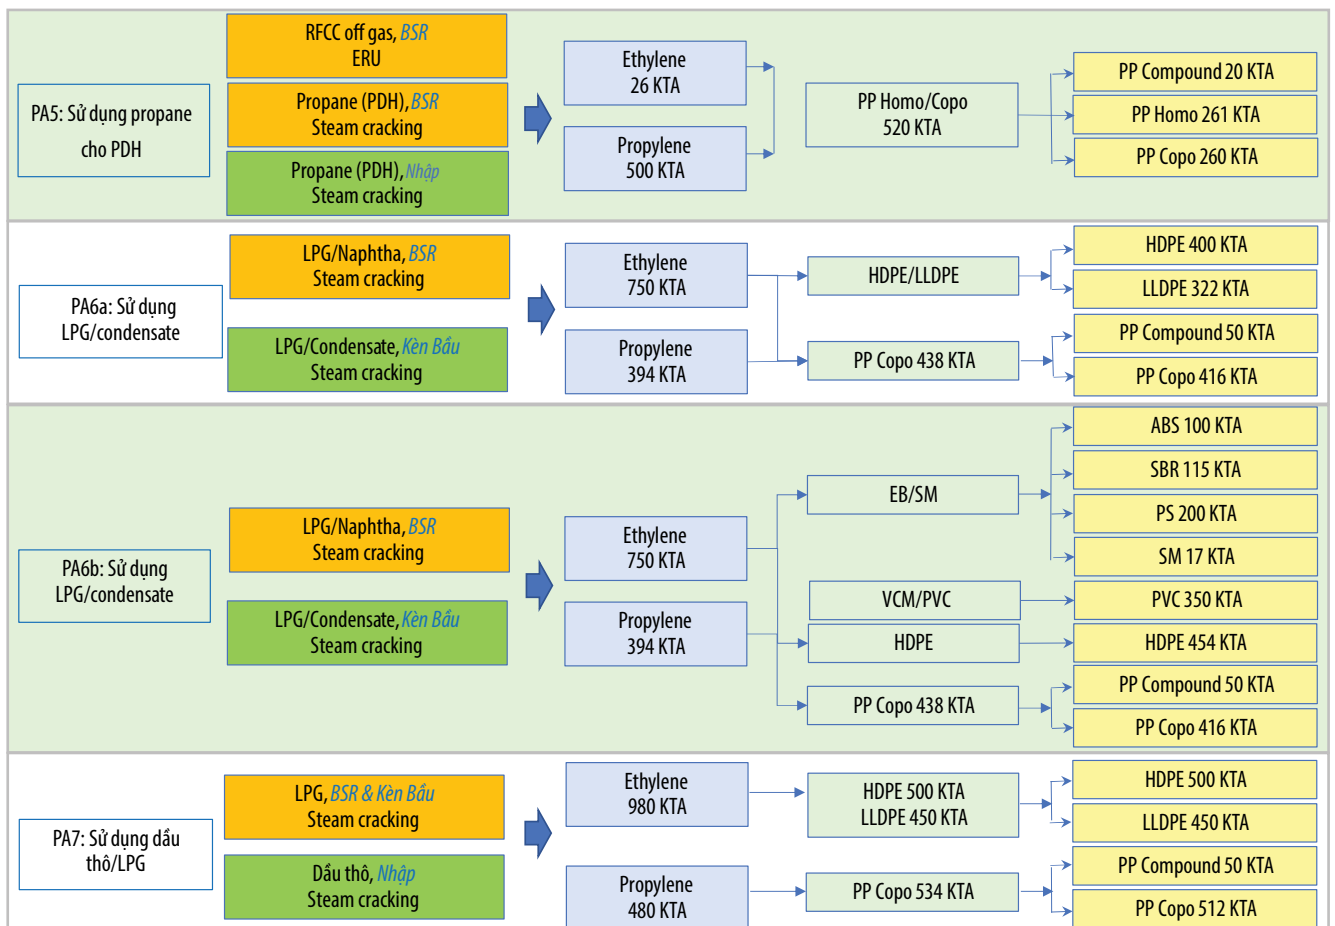 PA5: Sử dụng propane
cho PDH
RFCC off gas, BSR
ERU
Propane (PDH), BSR
Steam cracking
Propane (PDH), Nhập
Steam cracking
Ethylene
26 KTA
Propylene
500 KTA
PP Homo/Copo
520 KTA
PP Compound 20 KTA
PP Homo 261 KTA
PP Copo 260 KTA
PA6a: Sử dụng
LPG/condensate
LPG/Naphtha, BSR
Steam cracking
LPG/Condensate, Kèn Bầu
Steam cracking
Ethylene
750 KTA
Propylene
394 KTA
HDPE/LLDPE
PP Copo 438 KTA
HDPE 400 KTA
LLDPE 322 KTA
PP Compound 50 KTA
PP Copo 416 KTA
PA6b: Sử dụng
LPG/condensate
LPG/Naphtha, BSR
Steam cracking
LPG/Condensate, Kèn Bầu
Steam cracking
Ethylene
750 KTA
Propylene
394 KTA
EB/SM
VCM/PVC
HDPE
PP Copo 438 KTA
ABS 100 KTA
SBR 115 KTA
PS 200 KTA
SM 17 KTA
PVC 350 KTA
HDPE 454 KTA
PP Compound 50 KTA
PP Copo 416 KTA
PA7: Sử dụng dầu
thô/LPG
LPG, BSR & Kèn Bầu
Steam cracking
Dầu thô, Nhập
Steam cracking
Ethylene
980 KTA
Propylene
480 KTA
HDPE 500 KTA
LLDPE 450 KTA
PP Copo 534 KTA
HDPE 500 KTA
LLDPE 450 KTA
PP Compound 50 KTA
PP Copo 512 KTA